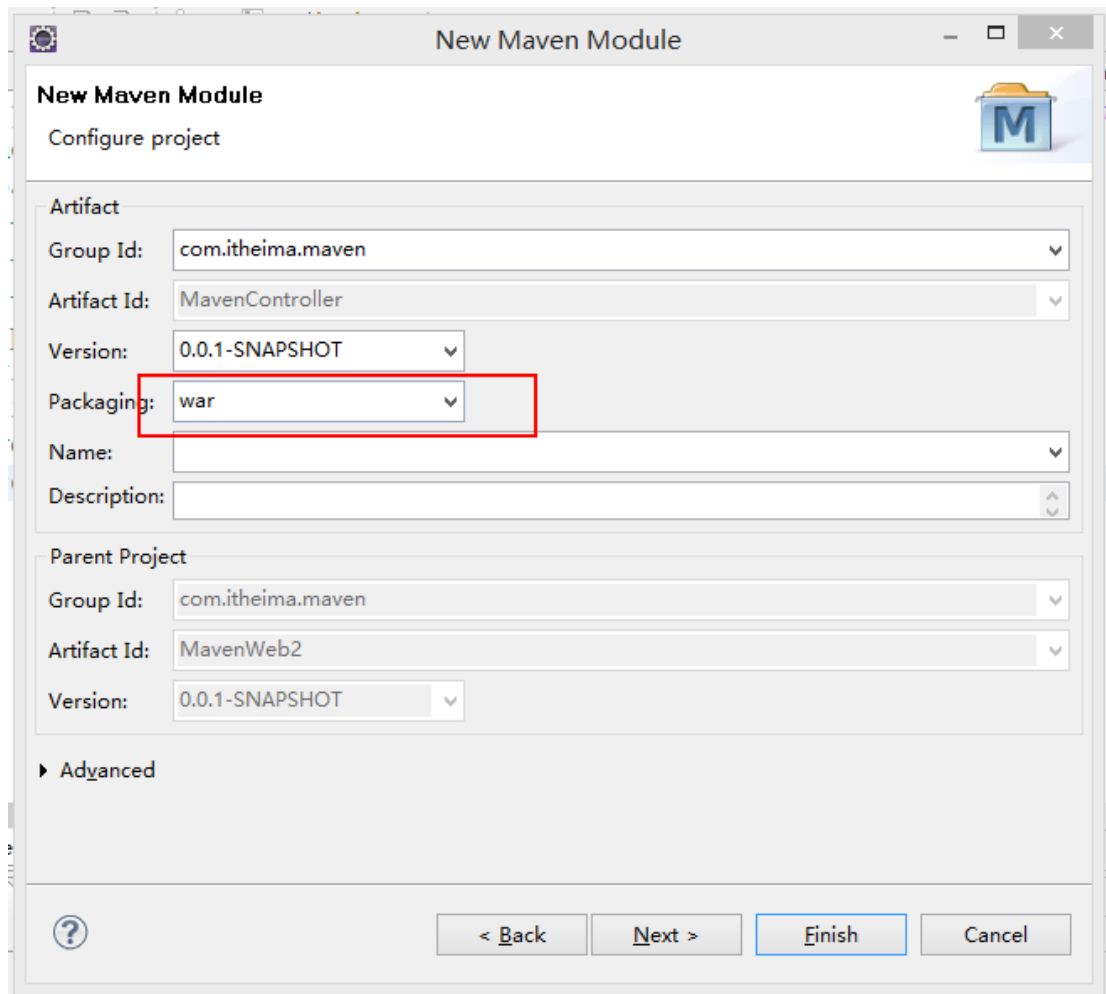 New Maven Module
New Maven Module
Configure project
M
Artifact
Group Id: com.itheima.maven
Artifact Id: MavenController
Version: 0.0.1-SNAPSHOT
Packaging: war
Name:
Description:
Parent Project
Group Id: com.itheima.maven
Artifact Id: MavenWeb2
Version: 0.0.1-SNAPSHOT
Advanced
? < Back Next > Finish Cancel